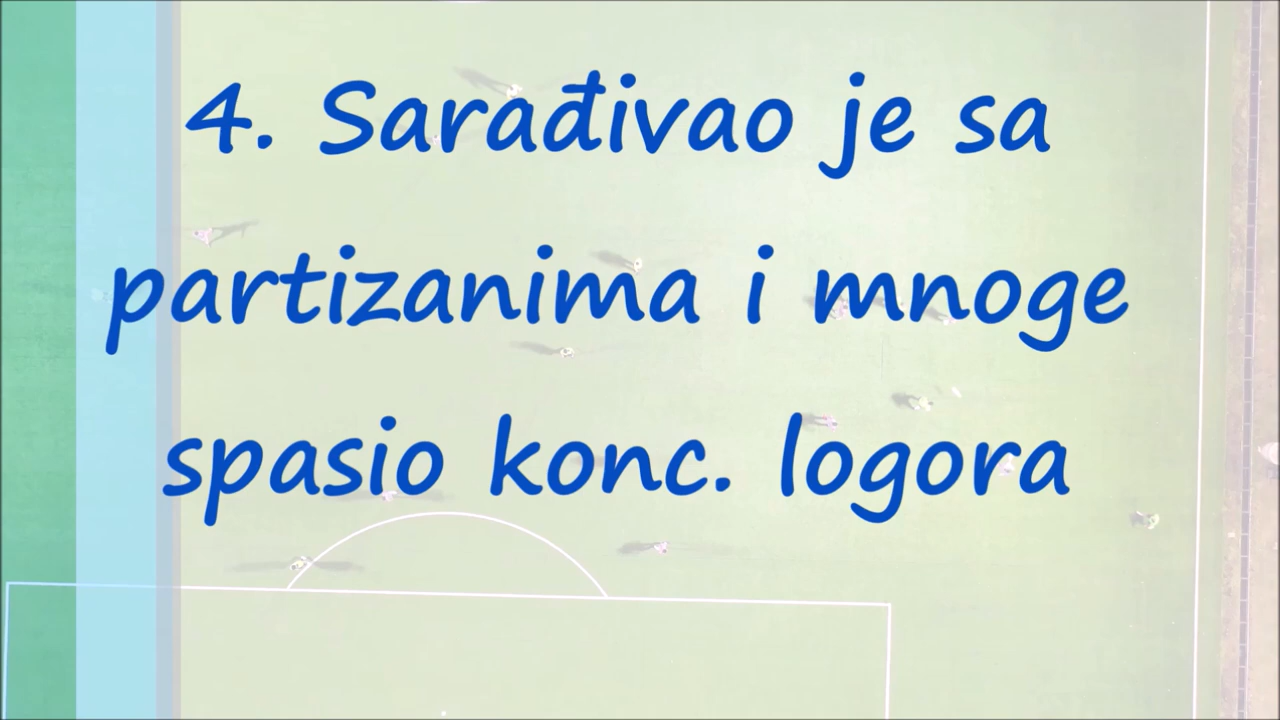 4. Sarađivao je sa
partizanima i mnoge
spasio konc. logora